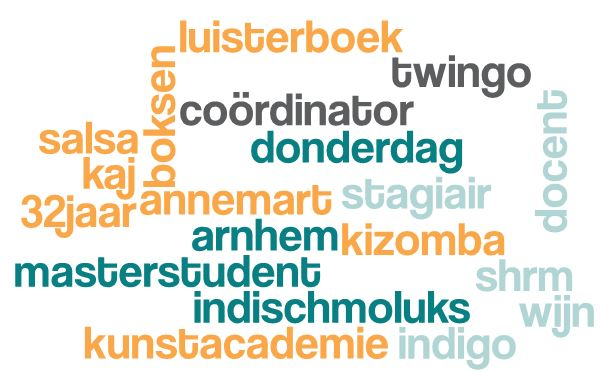 luisterboek
twingo
boksen
coördinator
docent
salsa
donderdag
kaj
annemart
stagiair
32jaar
arnhem
kizomba
masterstudent
shrm
indischmoluks
wijn
kunstacademie
indigo